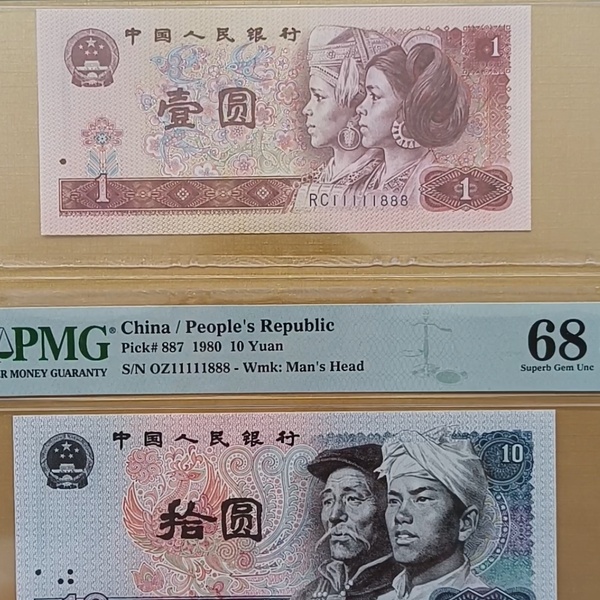 中国人民银行
1
壹圆
1
RC11111888
1
PMG®
China / People's Republic
Pick# 887 1980 10 Yuan
S/N OZ11111888 - Wmk: Man's Head
MONEY GUARANTY
68
Superb Gem Unc
中国人民银行
10
拾圆